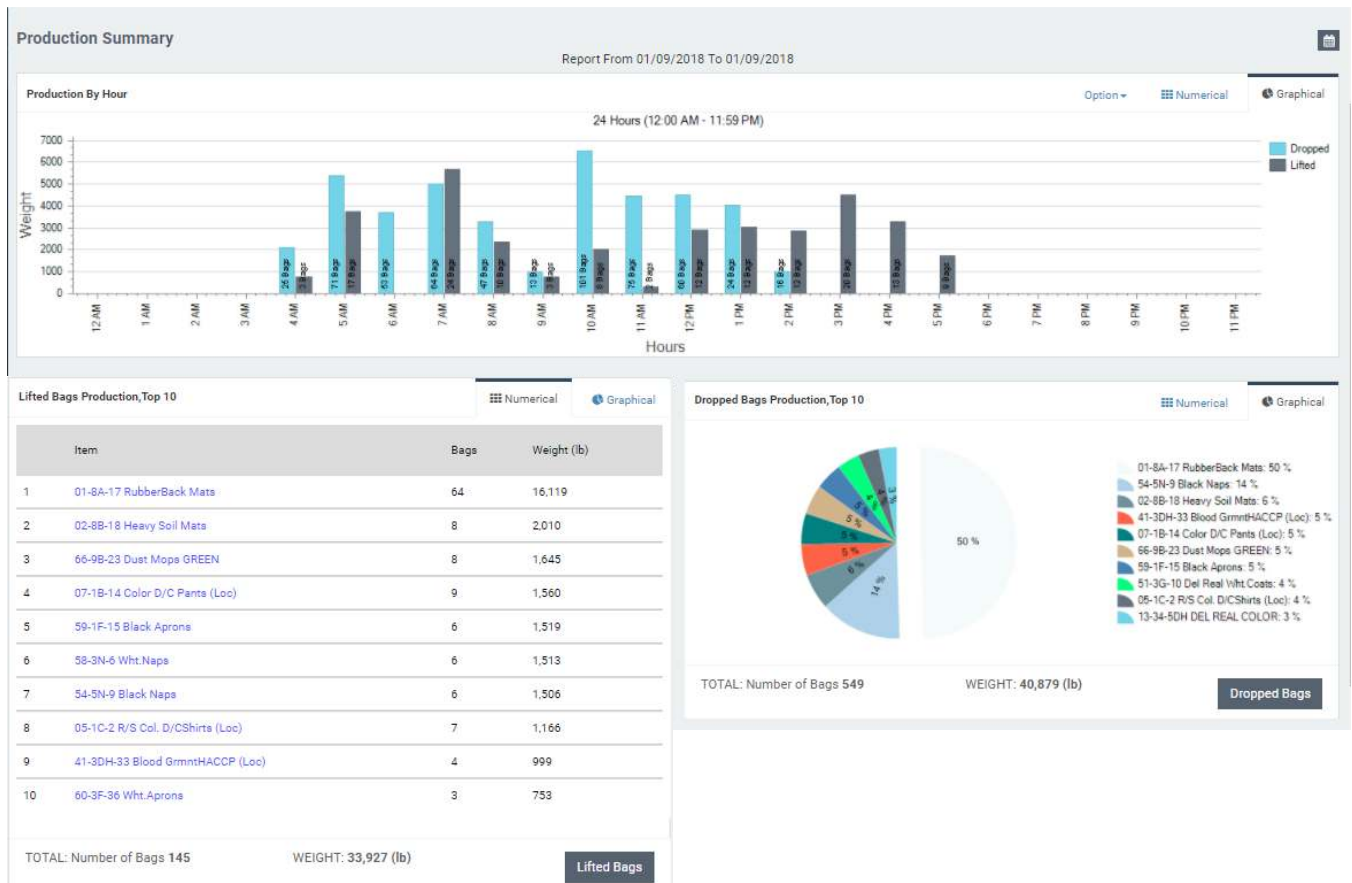 Production Summary
Report From 01/09/2018 To 01/09/2018
Production By Hour
Option
Numerical
Graphical
24 Hours (12:00 AM - 11:59 PM)
Weight
7000
6000
5000
4000
3000
2000
1000
0
25 Bags
3 Bags
71 Bags
17 Bags
53 Bags
64 Bags
24 Bags
47 Bags
10 Bags
13 Bags
3 Bags
101 Bags
8 Bags
75 Bags
2 Bags
60 Bags
12 Bags
24 Bags
12 Bags
16 Bags
12 Bags
20 Bags
13 Bags
9 Bags
Dropped
Lifted
12 AM
1 AM
2 AM
3 AM
4 AM
5 AM
6 AM
7 AM
8 AM
9 AM
10 AM
11 AM
12 PM
1 PM
2 PM
3 PM
4 PM
5 PM
6 PM
7 PM
8 PM
9 PM
10 PM
11 PM
Hours
Lifted Bags Production,Top 10
Numerical
Graphical
Item Bags Weight (lb)
1 01-8A-17 RubberBack Mats 64 16,119
2 02-8B-18 Heavy Soil Mats 8 2,010
3 66-9B-23 Dust Mops GREEN 8 1,645
4 07-1B-14 Color D/C Pants (Loc) 9 1,560
5 59-1F-15 Black Aprons 6 1,519
6 58-3N-6 Wht.Naps 6 1,513
7 54-5N-9 Black Naps 6 1,506
8 05-1C-2 R/S Col. D/CShirts (Loc) 7 1,166
9 41-3DH-33 Blood GrmntHACCP (Loc) 4 999
10 60-3F-36 Wht.Aprons 3 753
TOTAL: Number of Bags 145 WEIGHT: 33,927 (lb)
Lifted Bags
Dropped Bags Production,Top 10
Numerical
Graphical
50 %
14 %
6 %
5 %
5 %
5 %
5 %
4 %
4 %
3 %
01-8A-17 RubberBack Mats: 50 %
54-5N-9 Black Naps: 14 %
02-8B-18 Heavy Soil Mats: 6 %
41-3DH-33 Blood GrmntHACCP (Loc): 5 %
07-1B-14 Color D/C Pants (Loc): 5 %
66-9B-23 Dust Mops GREEN: 5 %
59-1F-15 Black Aprons: 5 %
51-3G-10 Del Real Wht.Coats: 4 %
05-1C-2 R/S Col. D/CShirts (Loc): 4 %
13-34-5DH DEL REAL COLOR: 3 %
TOTAL: Number of Bags 549 WEIGHT: 40,879 (lb)
Dropped Bags